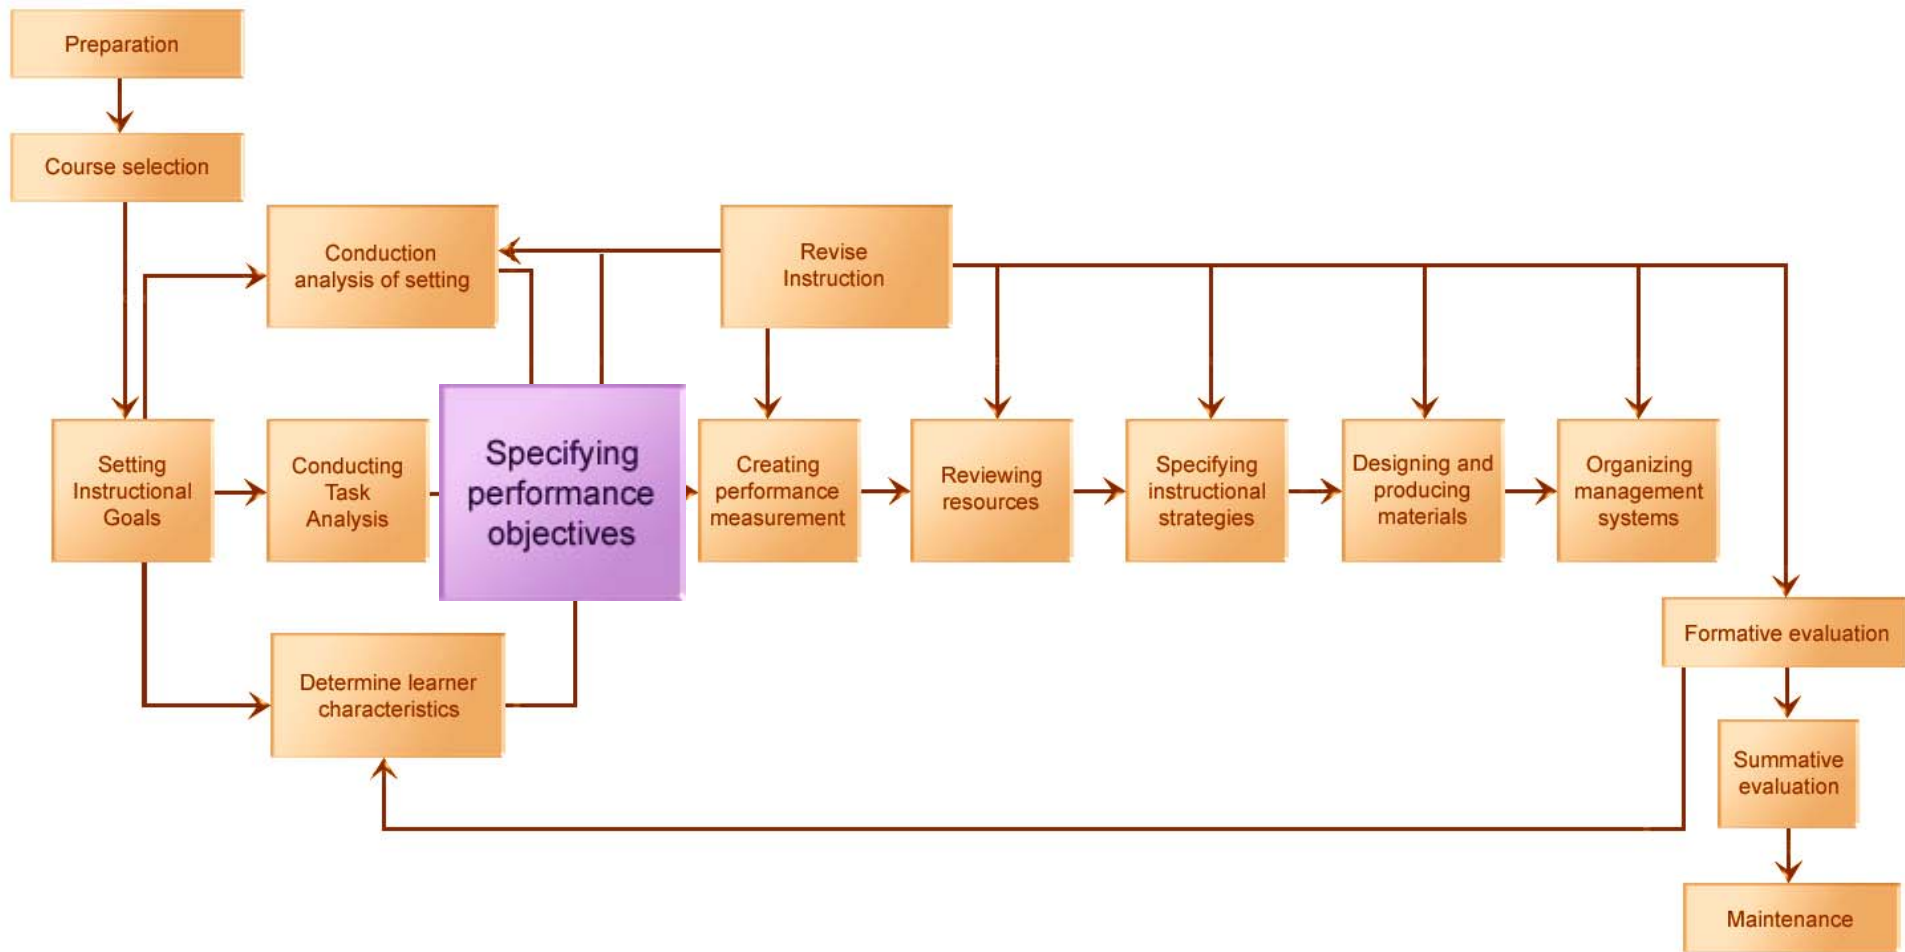 Preparation
Course selection
Conduction
analysis of setting
Revise
Instruction
Setting
Instructional
Goals
Conducting
Task
Analysis
Specifying
performance
objectives
Creating
performance
measurement
Reviewing
resources
Specifying
instructional
strategies
Designing and
producing
materials
Organizing
management
systems
Determine learner
characteristics
Formative evaluation
Summative
evaluation
Maintenance